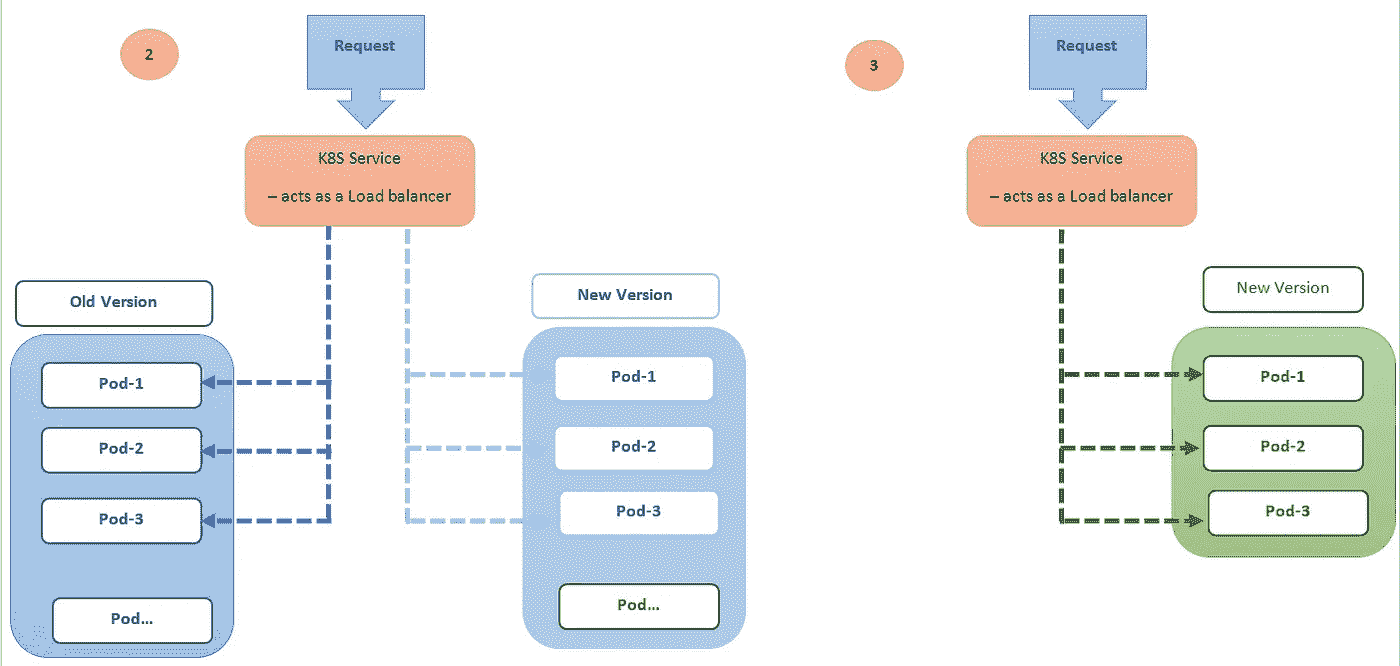 2
Request
K8S Service
– acts as a Load balancer
Old Version
Pod-1
Pod-2
Pod-3
Pod...
New Version
Pod-1
Pod-2
Pod-3
Pod...
3
Request
K8S Service
– acts as a Load balancer
New Version
Pod-1
Pod-2
Pod-3